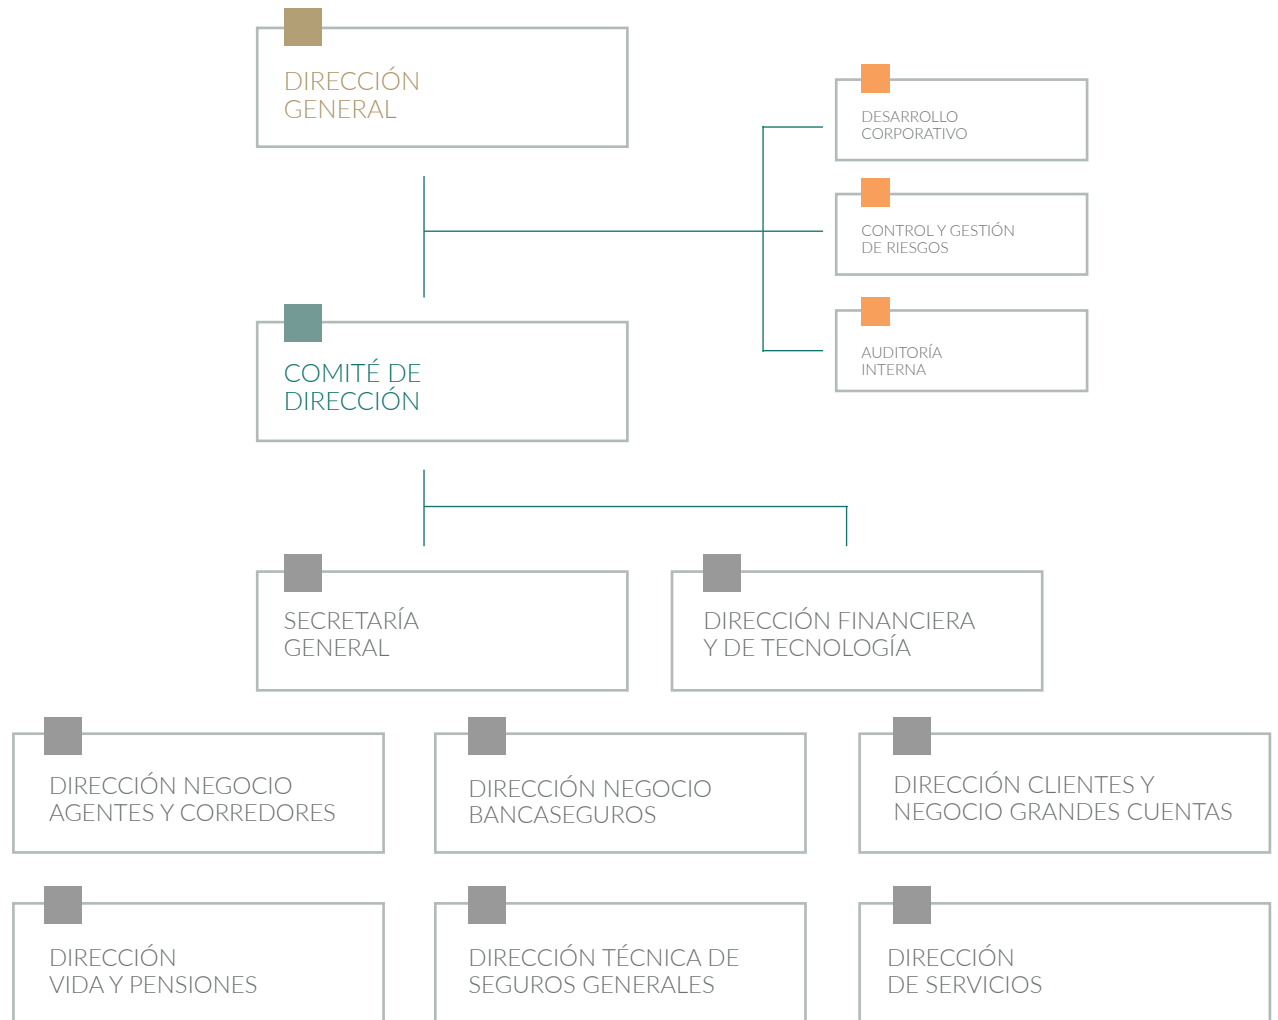 DIRECCIÓN
GENERAL
DESARROLLO
CORPORATIVO
CONTROL Y GESTIÓN
DE RIESGOS
AUDITORÍA
INTERNA
COMITÉ DE
DIRECCIÓN
SECRETARÍA
GENERAL
DIRECCIÓN FINANCIERA
Y DE TECNOLOGÍA
DIRECCIÓN NEGOCIO
AGENTES Y CORREDORES
DIRECCIÓN NEGOCIO
BANCASEGUROS
DIRECCIÓN CLIENTES Y
NEGOCIO GRANDES CUENTAS
DIRECCIÓN
VIDA Y PENSIONES
DIRECCIÓN TÉCNICA DE
SEGUROS GENERALES
DIRECCIÓN
DE SERVICIOS